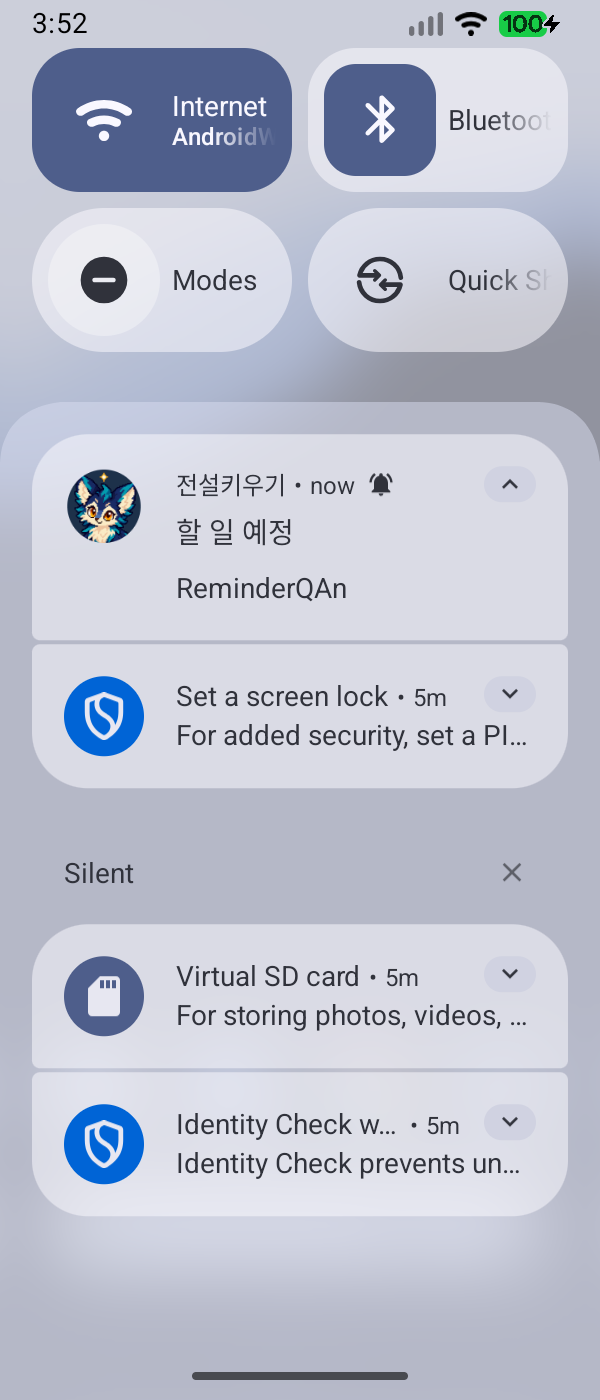 3:52
100
Internet
AndroidW
Bluetoot
Modes
Quick Sh
전설키우기 • now
할 일 예정
ReminderQAn
Set a screen lock • 5m
For added security, set a PI…
Silent
Virtual SD card • 5m
For storing photos, videos, …
Identity Check w… • 5m
Identity Check prevents un…